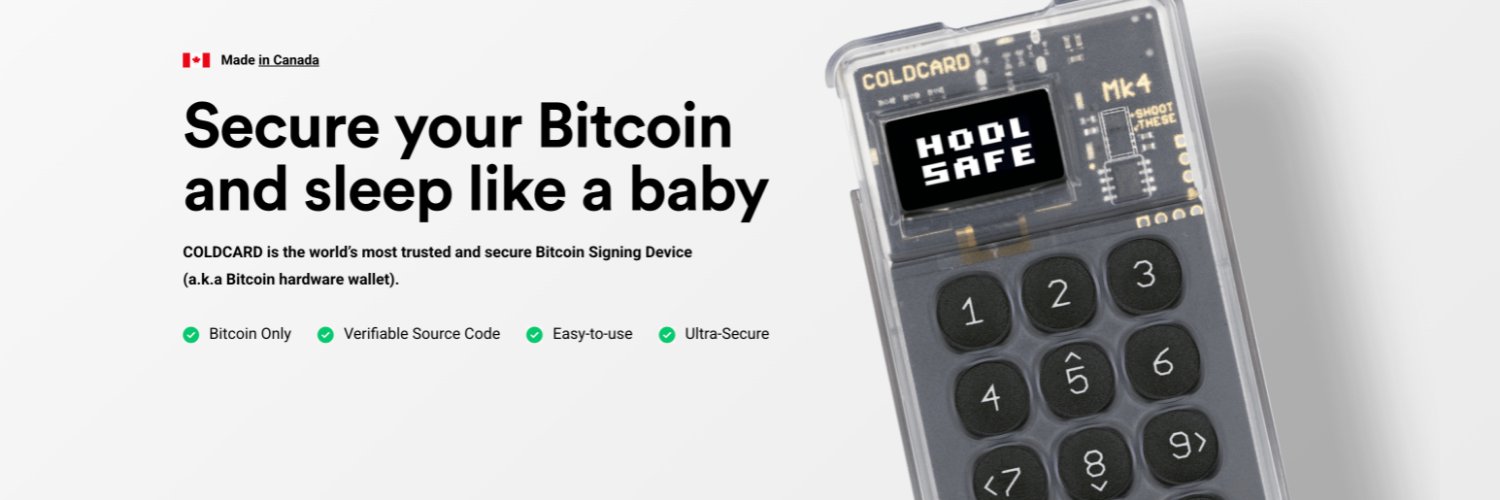 Made in Canada
Secure your Bitcoin
and sleep like a baby
COLDCARD is the world's most trusted and secure Bitcoin Signing Device
(a.k.a Bitcoin hardware wallet).
Bitcoin Only
Verifiable Source Code
Easy-to-use
Ultra-Secure
COLDCARD
Mk4
SHOOT
THESE
HODL
SAFE
1 2 3
4 5 6
<7 8 9>